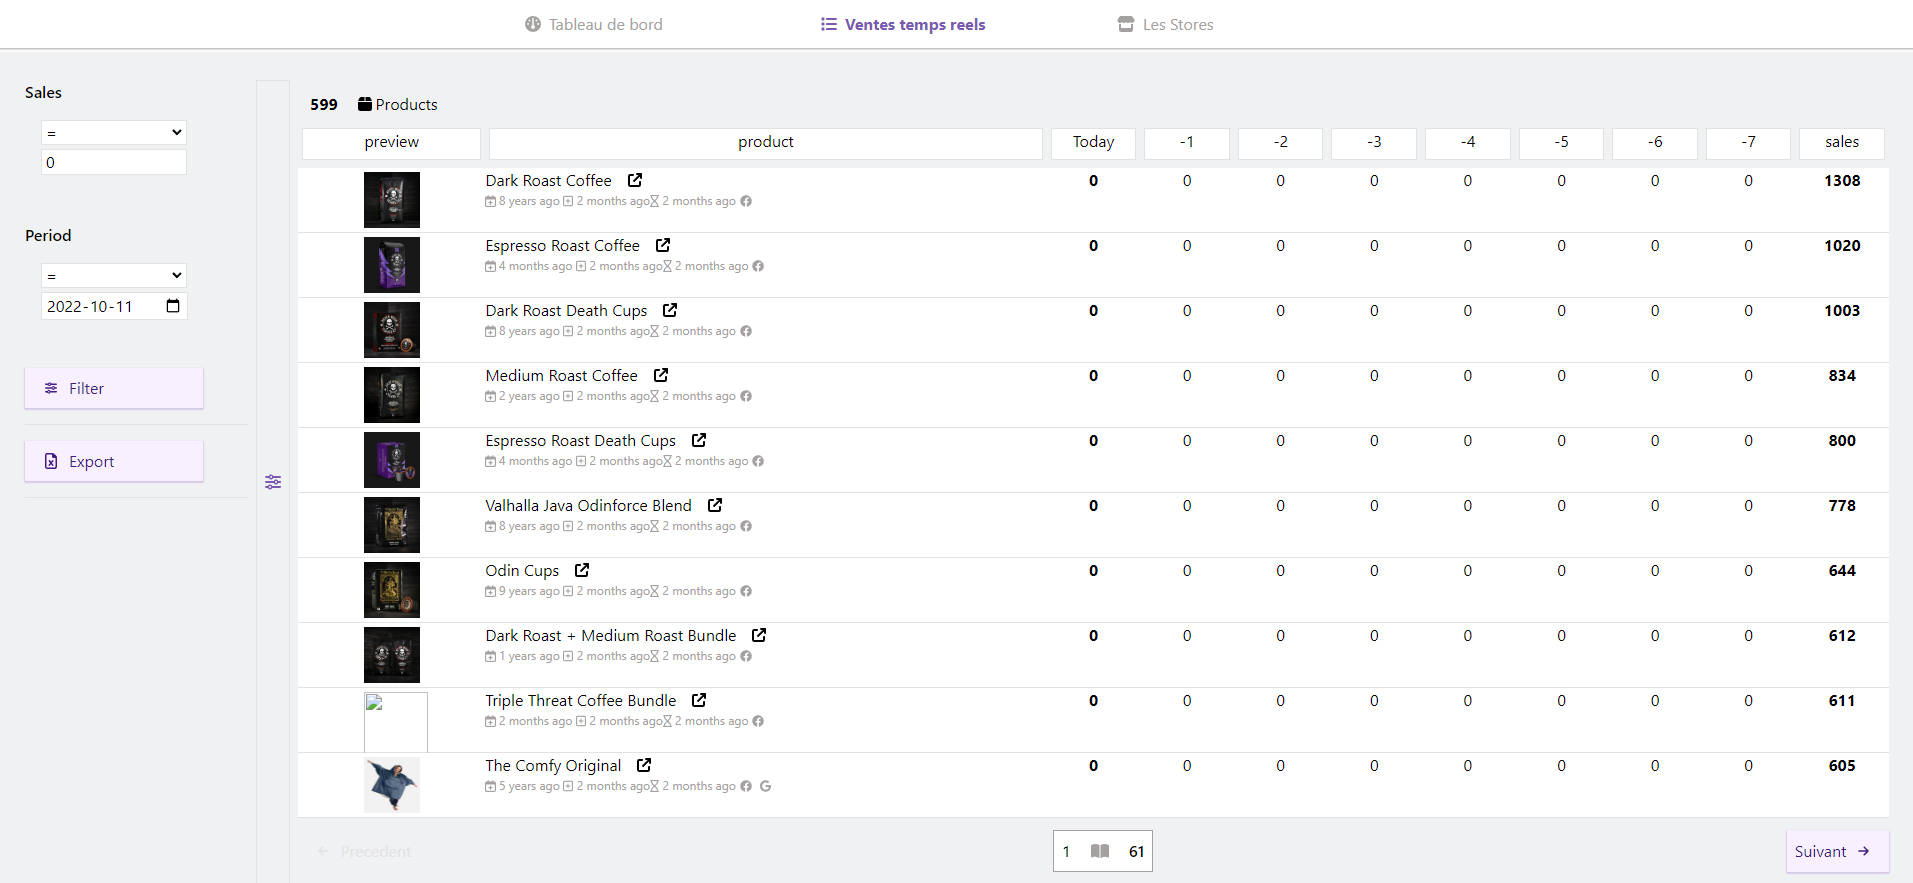 Tableau de bord
Ventes temps reels
Les Stores
Sales
=
0
Period
=
2022-10-11
Filter
Export
599 Products
preview product Today -1 -2 -3 -4 -5 -6 -7 sales
Dark Roast Coffee 0 0 0 0 0 0 0 0 1308
8 years ago 2 months ago 2 months ago
Espresso Roast Coffee 0 0 0 0 0 0 0 0 1020
4 months ago 2 months ago 2 months ago
Dark Roast Death Cups 0 0 0 0 0 0 0 0 1003
8 years ago 2 months ago 2 months ago
Medium Roast Coffee 0 0 0 0 0 0 0 0 834
2 years ago 2 months ago 2 months ago
Espresso Roast Death Cups 0 0 0 0 0 0 0 0 800
4 months ago 2 months ago 2 months ago
Valhalla Java Odinforce Blend 0 0 0 0 0 0 0 0 778
8 years ago 2 months ago 2 months ago
Odin Cups 0 0 0 0 0 0 0 0 644
9 years ago 2 months ago 2 months ago
Dark Roast + Medium Roast Bundle 0 0 0 0 0 0 0 0 612
1 years ago 2 months ago 2 months ago
Triple Threat Coffee Bundle 0 0 0 0 0 0 0 0 611
2 months ago 2 months ago 2 months ago
The Comfy Original 0 0 0 0 0 0 0 0 605
5 years ago 2 months ago 2 months ago
Precedent
1 61
Suivant